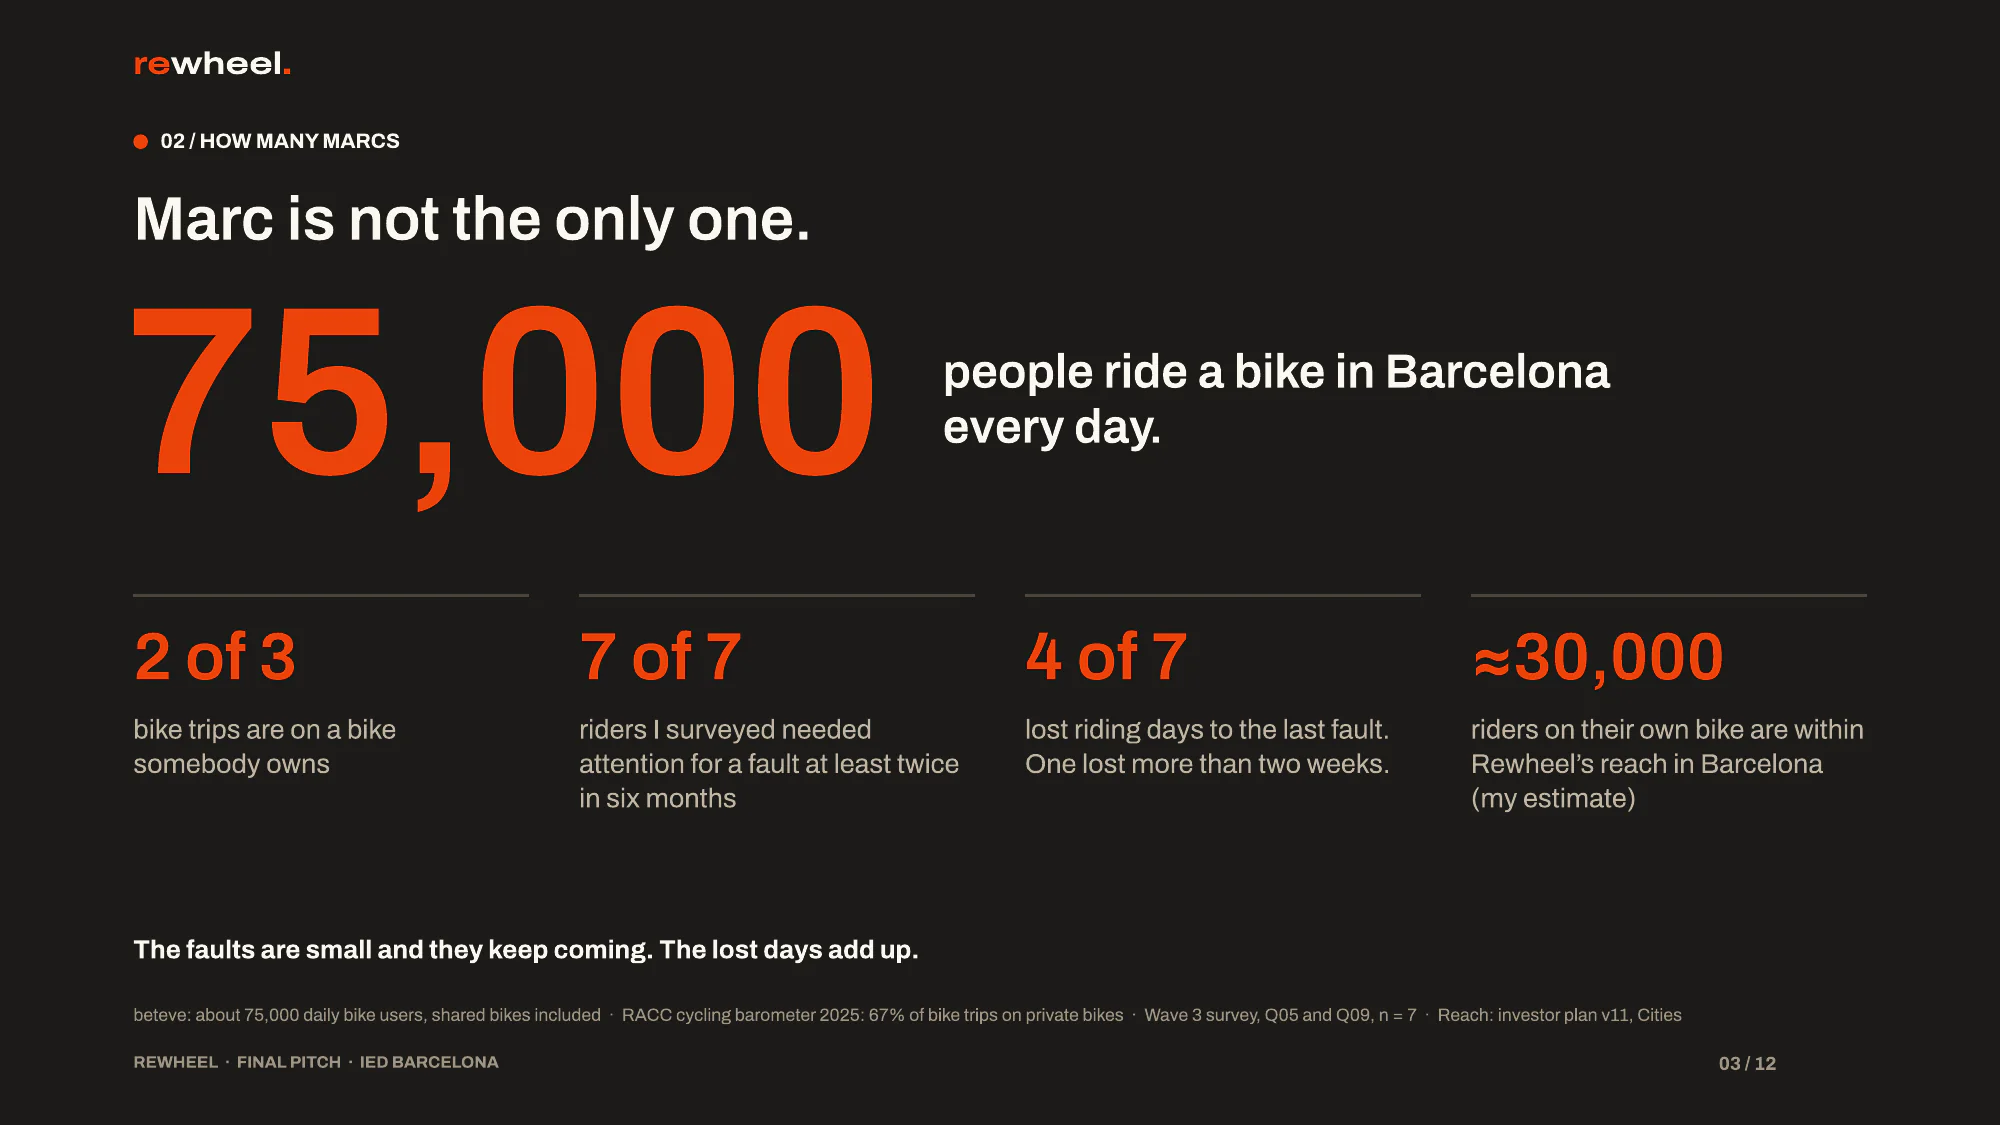 rewheel.
02 / HOW MANY MARCS
Marc is not the only one.
75,000
people ride a bike in Barcelona
every day.
2 of 3
bike trips are on a bike
somebody owns
7 of 7
riders I surveyed needed
attention for a fault at least twice
in six months
4 of 7
lost riding days to the last fault.
One lost more than two weeks.
≈30,000
riders on their own bike are within
Rewheel’s reach in Barcelona
(my estimate)
The faults are small and they keep coming. The lost days add up.
beteve: about 75,000 daily bike users, shared bikes included · RACC cycling barometer 2025: 67% of bike trips on private bikes · Wave 3 survey, Q05 and Q09, n = 7 · Reach: investor plan v11, Cities
REWHEEL · FINAL PITCH · IED BARCELONA
03 / 12